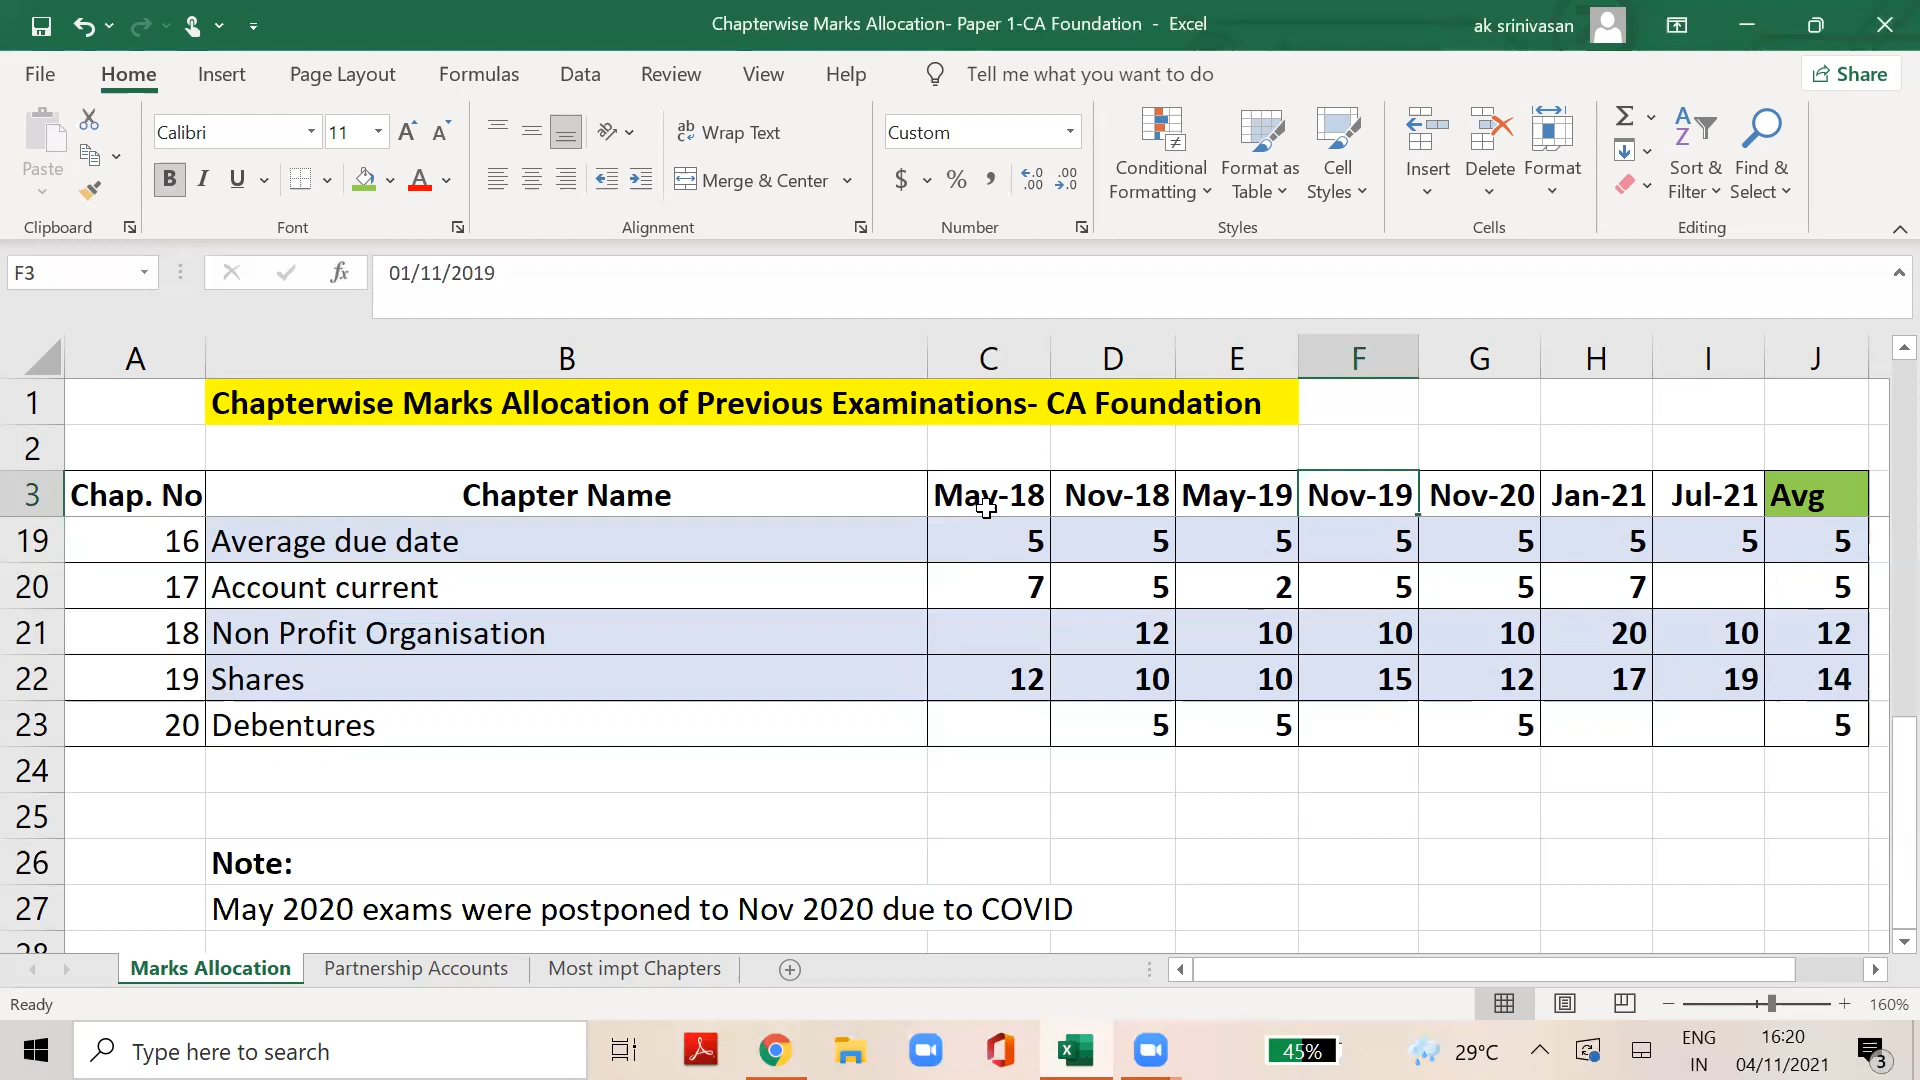 Chapterwise Marks Allocation- Paper 1-CA Foundation - Excel
ak srinivasan
File Home Insert Page Layout Formulas Data Review View Help Tell me what you want to do Share
Paste
Calibri 11
Wrap Text
Merge & Center
Custom
Conditional Formatting
Format as Table
Cell Styles
Insert Delete Format
Sort & Filter
Find & Select
Clipboard Font Alignment Number Styles Cells Editing
F3 fx 01/11/2019
A B C D E F G H I J
1 Chapterwise Marks Allocation of Previous Examinations- CA Foundation
2
3 Chap. No Chapter Name May-18 Nov-18 May-19 Nov-19 Nov-20 Jan-21 Jul-21 Avg
19 16 Average due date 5 5 5 5 5 5 5 5
20 17 Account current 7 5 2 5 5 7 5
21 18 Non Profit Organisation 12 10 10 10 20 10 12
22 19 Shares 12 10 10 15 12 17 19 14
23 20 Debentures 5 5 5 5
24
25
26 Note:
27 May 2020 exams were postponed to Nov 2020 due to COVID
28
Marks Allocation Partnership Accounts Most impt Chapters
Ready 160%
Type here to search
45%
29°C
ENG
IN
16:20
04/11/2021
3